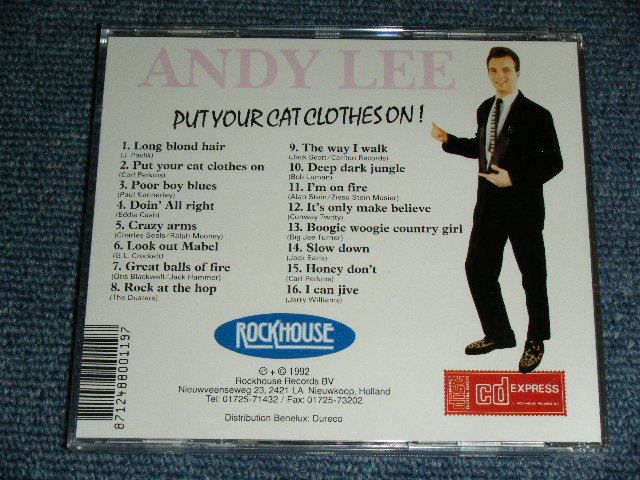 ANDY LEE
PUT YOUR CAT CLOTHES ON!
1. Long blond hair
(J. Pavlik)
2. Put your cat clothes on
(Carl Perkins)
3. Poor boy blues
(Paul Kennerley)
4. Doin' All right
(Eddie Cash)
5. Crazy arms
(Charles Seals/Ralph Mooney)
6. Look out Mabel
(G.L. Crockett)
7. Great balls of fire
(Otis Blackwell/Jack Hammer)
8. Rock at the hop
(The Dusters)
9. The way I walk
(Jack Scott/Carlton Records)
10. Deep dark jungle
(Bob Luman)
11. I'm on fire
(Alan Stein/Zissu Stein Mosier)
12. It's only make believe
(Conway Twitty)
13. Boogie woogie country girl
(Big Joe Turner)
14. Slow down
(Jack Earls)
15. Honey don't
(Carl Perkins)
16. I can jive
(Jerry Williams)
ROCKHOUSE
℗ + © 1992
Rockhouse Records BV
Nieuwveenseweg 23, 2421 LA Nieuwkoop, Holland
Tel: 01725-71432 / Fax: 01725-73202
Distribution Benelux: Dureco
8712488001197
disc
cd EXPRESS